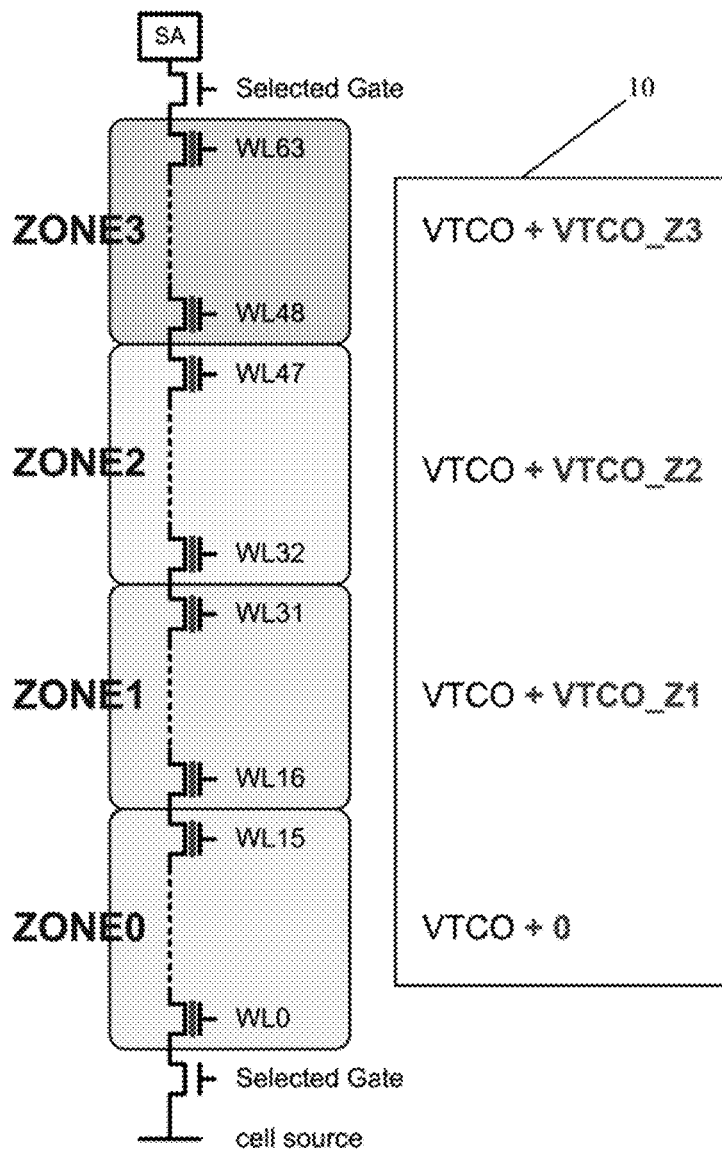 SA
Selected Gate
10
WL63
ZONE3
VTCO + VTCO_Z3
WL48
WL47
ZONE2
VTCO + VTCO_Z2
WL32
WL31
ZONE1
VTCO + VTCO_Z1
WL16
WL15
ZONE0
VTCO + 0
WL0
Selected Gate
cell source